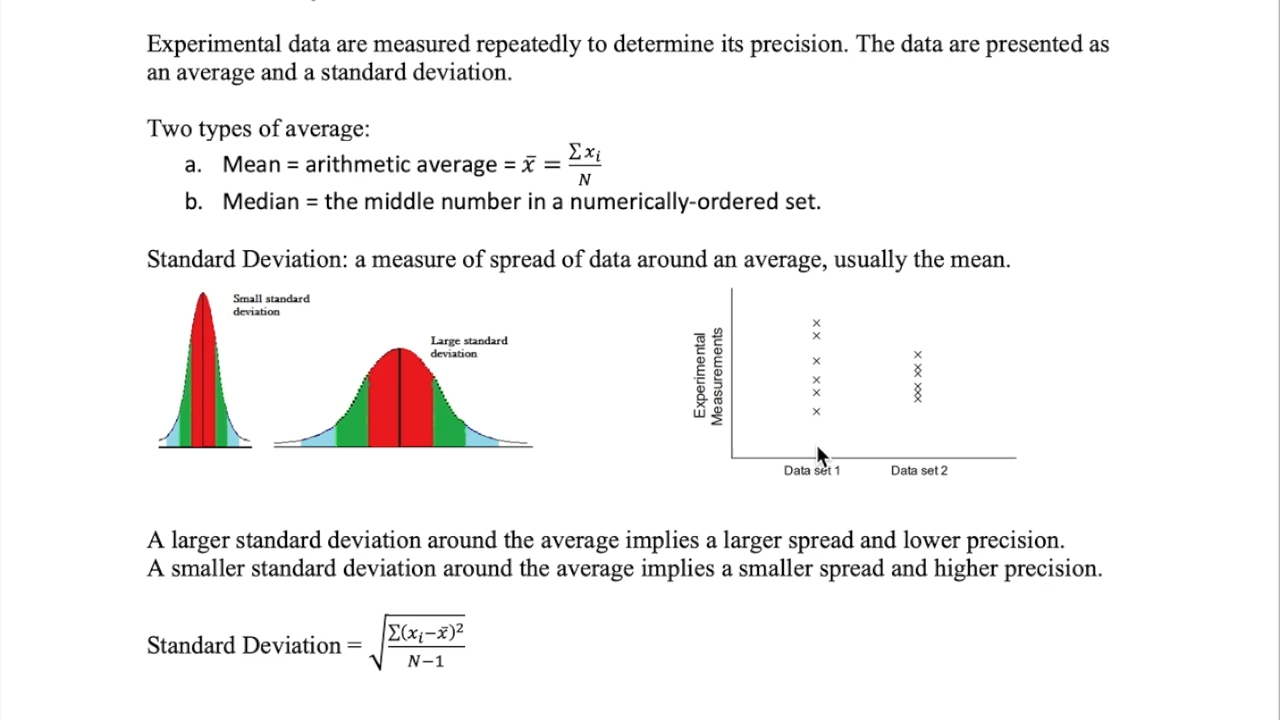 Experimental data are measured repeatedly to determine its precision. The data are presented as
an average and a standard deviation.
Two types of average:
a. Mean = arithmetic average = x̄ = Σxᵢ/N
b. Median = the middle number in a numerically-ordered set.
Standard Deviation: a measure of spread of data around an average, usually the mean.
Small standard
deviation
Large standard
deviation
Experimental
Measurements
Data set 1
Data set 2
A larger standard deviation around the average implies a larger spread and lower precision.
A smaller standard deviation around the average implies a smaller spread and higher precision.
Standard Deviation = √(Σ(xᵢ−x̄)²/(N−1))